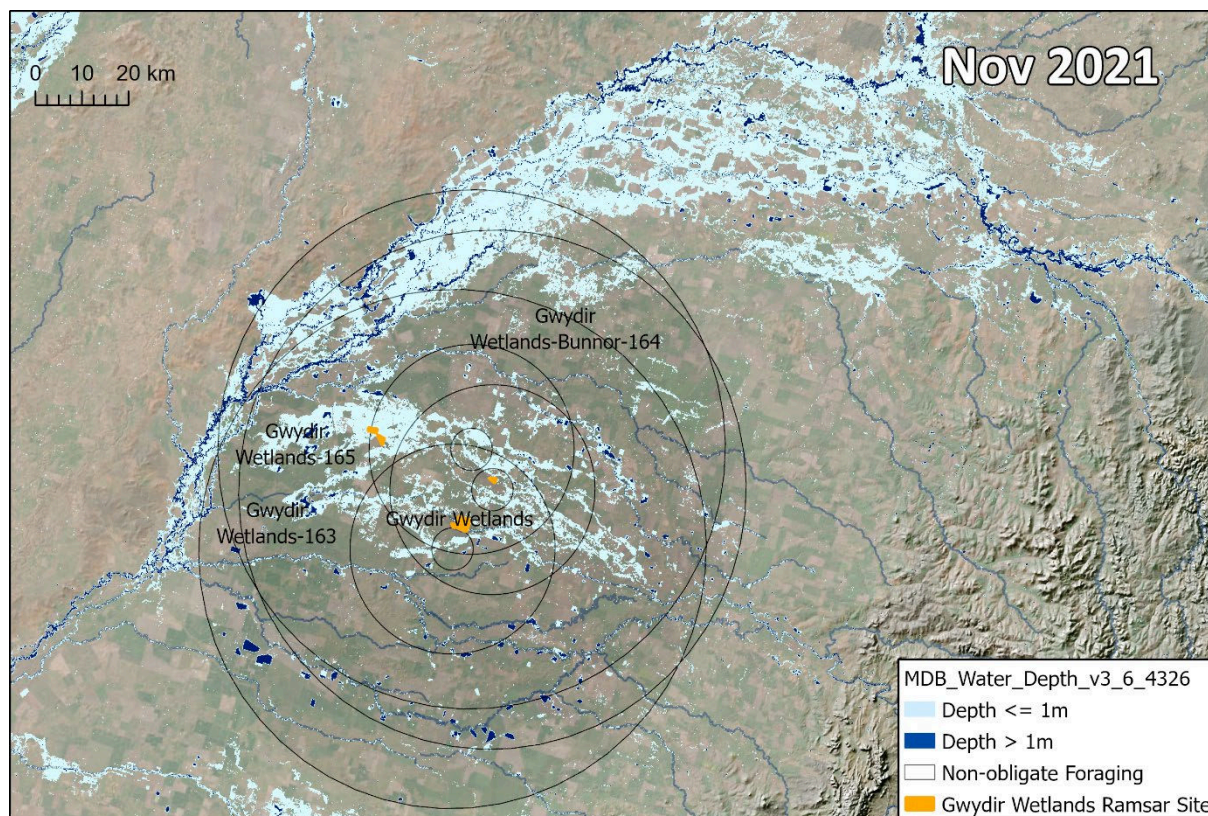 Nov 2021
0 10 20 km
Gwydir
Wetlands-Bunnor-164
Gwydir
Wetlands-165
Gwydir
Wetlands-163
Gwydir Wetlands
MDB_Water_Depth_v3_6_4326
Depth <= 1m
Depth > 1m
Non-obligate Foraging
Gwydir Wetlands Ramsar Site